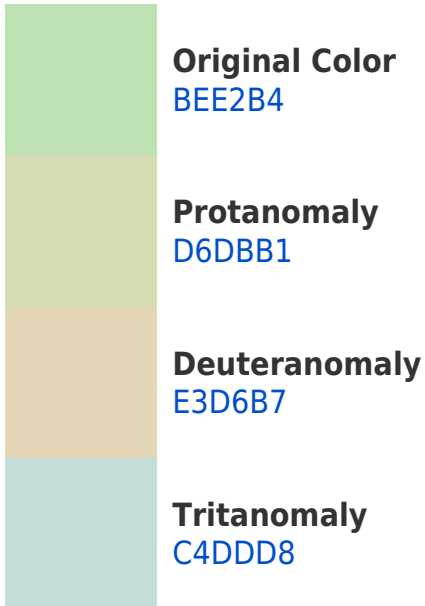 Original Color
BEE2B4
Protanomaly
D6DBB1
Deuteranomaly
E3D6B7
Tritanomaly
C4DDD8